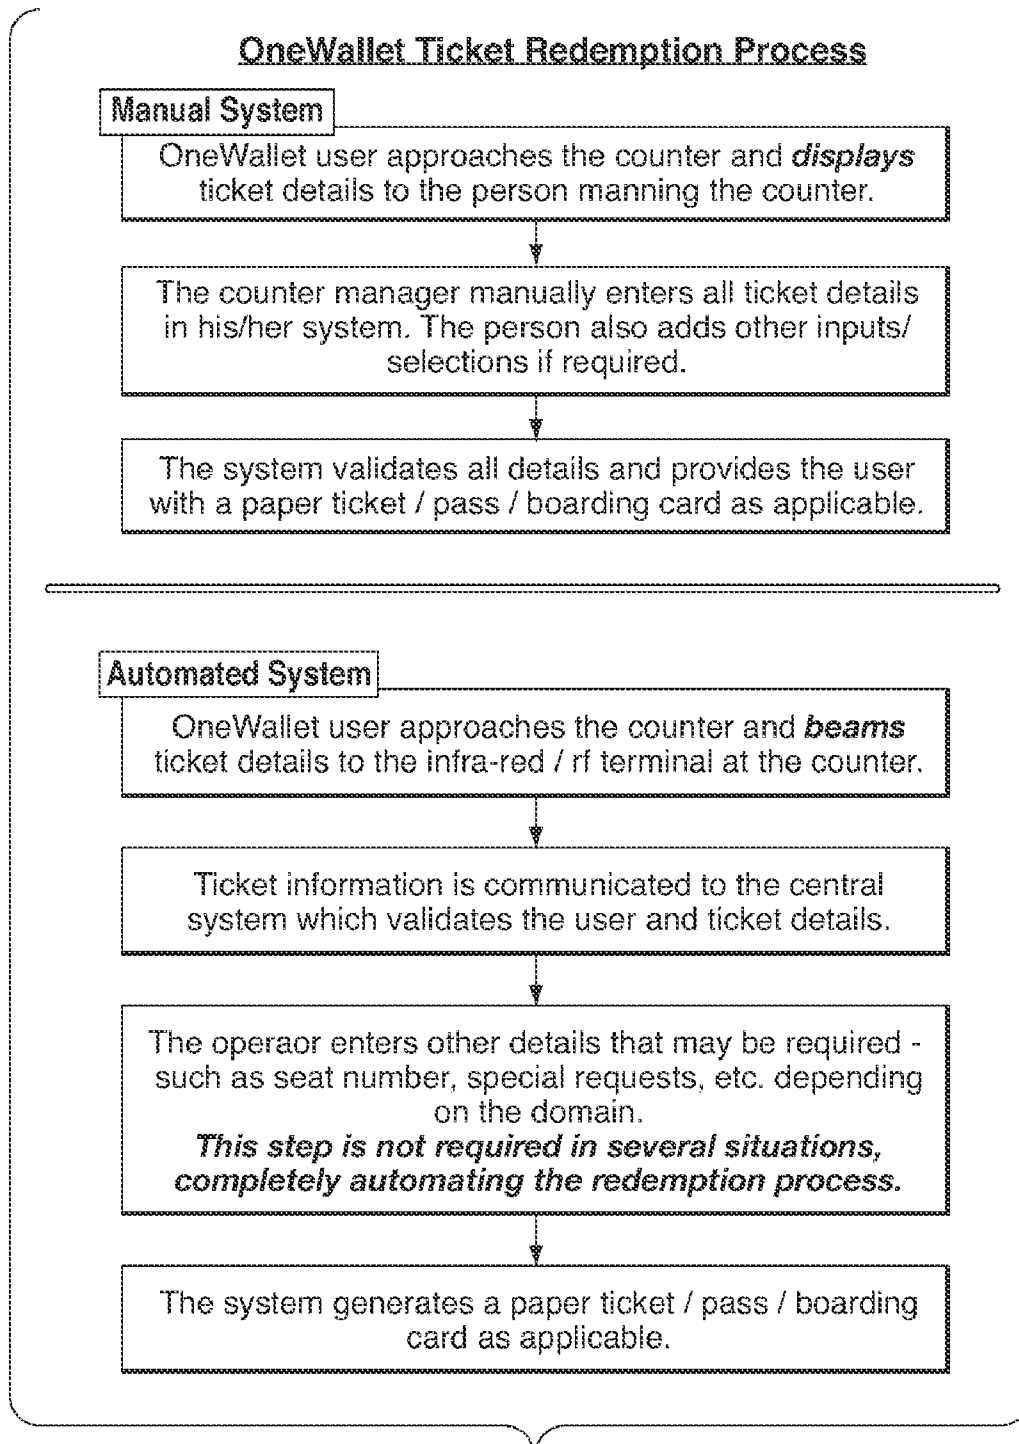 OneWallet Ticket Redemption Process
Manual System
OneWallet user approaches the counter and displays
ticket details to the person manning the counter.
The counter manager manually enters all ticket details
in his/her system. The person also adds other inputs/
selections if required.
The system validates all details and provides the user
with a paper ticket / pass / boarding card as applicable.
Automated System
OneWallet user approaches the counter and beams
ticket details to the infra-red / rf terminal at the counter.
Ticket information is communicated to the central
system which validates the user and ticket details.
The operaor enters other details that may be required -
such as seat number, special requests, etc. depending
on the domain.
This step is not required in several situations,
completely automating the redemption process.
The system generates a paper ticket / pass / boarding
card as applicable.